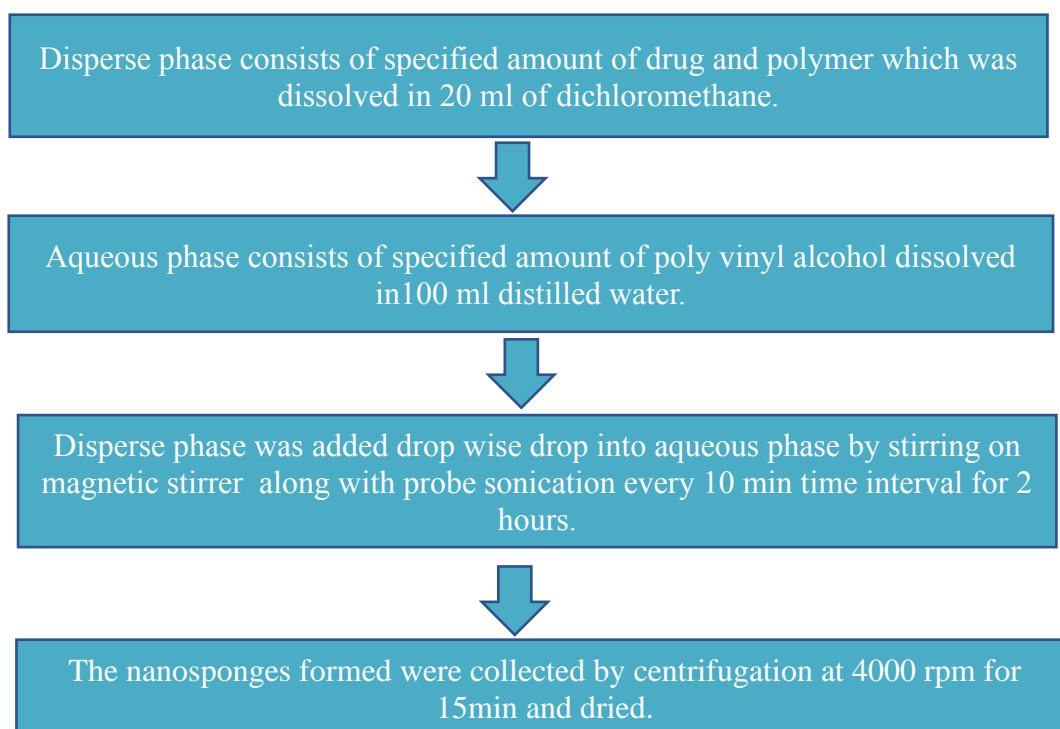 Disperse phase consists of specified amount of drug and polymer which was
dissolved in 20 ml of dichloromethane.
Aqueous phase consists of specified amount of poly vinyl alcohol dissolved
in100 ml distilled water.
Disperse phase was added drop wise drop into aqueous phase by stirring on
magnetic stirrer along with probe sonication every 10 min time interval for 2
hours.
The nanosponges formed were collected by centrifugation at 4000 rpm for
15min and dried.